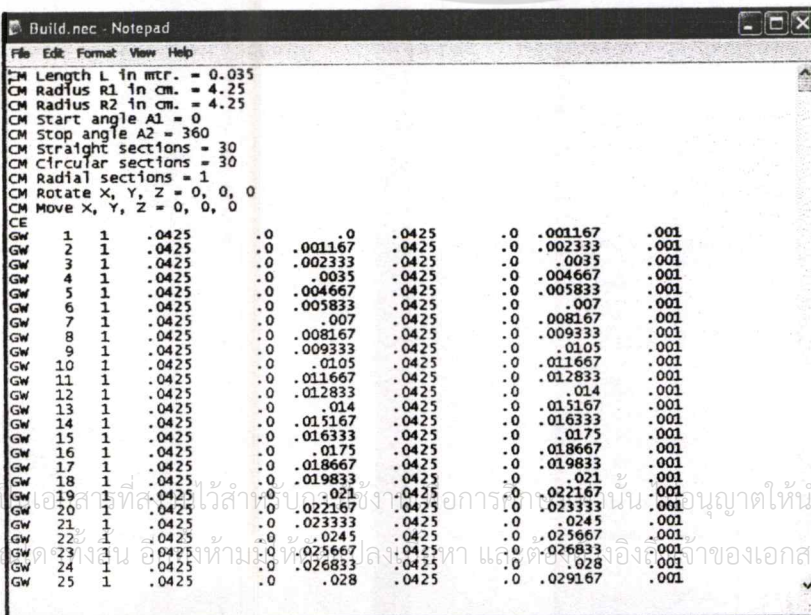 Build.nec - Notepad
File Edit Format View Help
CM Length L in mtr. = 0.035
CM Radius R1 in cm. = 4.25
CM Radius R2 in cm. = 4.25
CM Start angle A1 = 0
CM Stop angle A2 = 360
CM Straight sections = 30
CM Circular sections = 30
CM Radial sections = 1
CM Rotate X, Y, Z = 0, 0, 0
CM Move X, Y, Z = 0, 0, 0
CE
GW 1 1 .0425 .0 .0 .0425 .0 .001167 .001
GW 2 1 .0425 .0 .001167 .0425 .0 .002333 .001
GW 3 1 .0425 .0 .002333 .0425 .0 .0035 .001
GW 4 1 .0425 .0 .0035 .0425 .0 .004667 .001
GW 5 1 .0425 .0 .004667 .0425 .0 .005833 .001
GW 6 1 .0425 .0 .005833 .0425 .0 .007 .001
GW 7 1 .0425 .0 .007 .0425 .0 .008167 .001
GW 8 1 .0425 .0 .008167 .0425 .0 .009333 .001
GW 9 1 .0425 .0 .009333 .0425 .0 .0105 .001
GW 10 1 .0425 .0 .0105 .0425 .0 .011667 .001
GW 11 1 .0425 .0 .011667 .0425 .0 .012833 .001
GW 12 1 .0425 .0 .012833 .0425 .0 .014 .001
GW 13 1 .0425 .0 .014 .0425 .0 .015167 .001
GW 14 1 .0425 .0 .015167 .0425 .0 .016333 .001
GW 15 1 .0425 .0 .016333 .0425 .0 .0175 .001
GW 16 1 .0425 .0 .0175 .0425 .0 .018667 .001
GW 17 1 .0425 .0 .018667 .0425 .0 .019833 .001
GW 18 1 .0425 .0 .019833 .0425 .0 .021 .001
GW 19 1 .0425 .0 .021 .0425 .0 .022167 .001
GW 20 1 .0425 .0 .022167 .0425 .0 .023333 .001
GW 21 1 .0425 .0 .023333 .0425 .0 .0245 .001
GW 22 1 .0425 .0 .0245 .0425 .0 .025667 .001
GW 23 1 .0425 .0 .025667 .0425 .0 .026833 .001
GW 24 1 .0425 .0 .026833 .0425 .0 .028 .001
GW 25 1 .0425 .0 .028 .0425 .0 .029167 .001